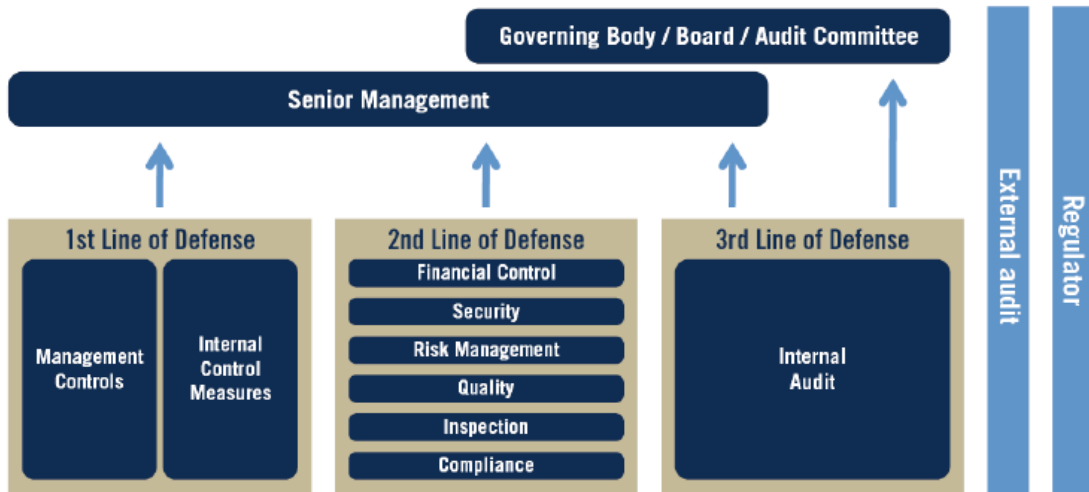 Governing Body / Board / Audit Committee
Senior Management
1st Line of Defense
Management
Controls
Internal
Control
Measures
2nd Line of Defense
Financial Control
Security
Risk Management
Quality
Inspection
Compliance
3rd Line of Defense
Internal
Audit
External audit
Regulator